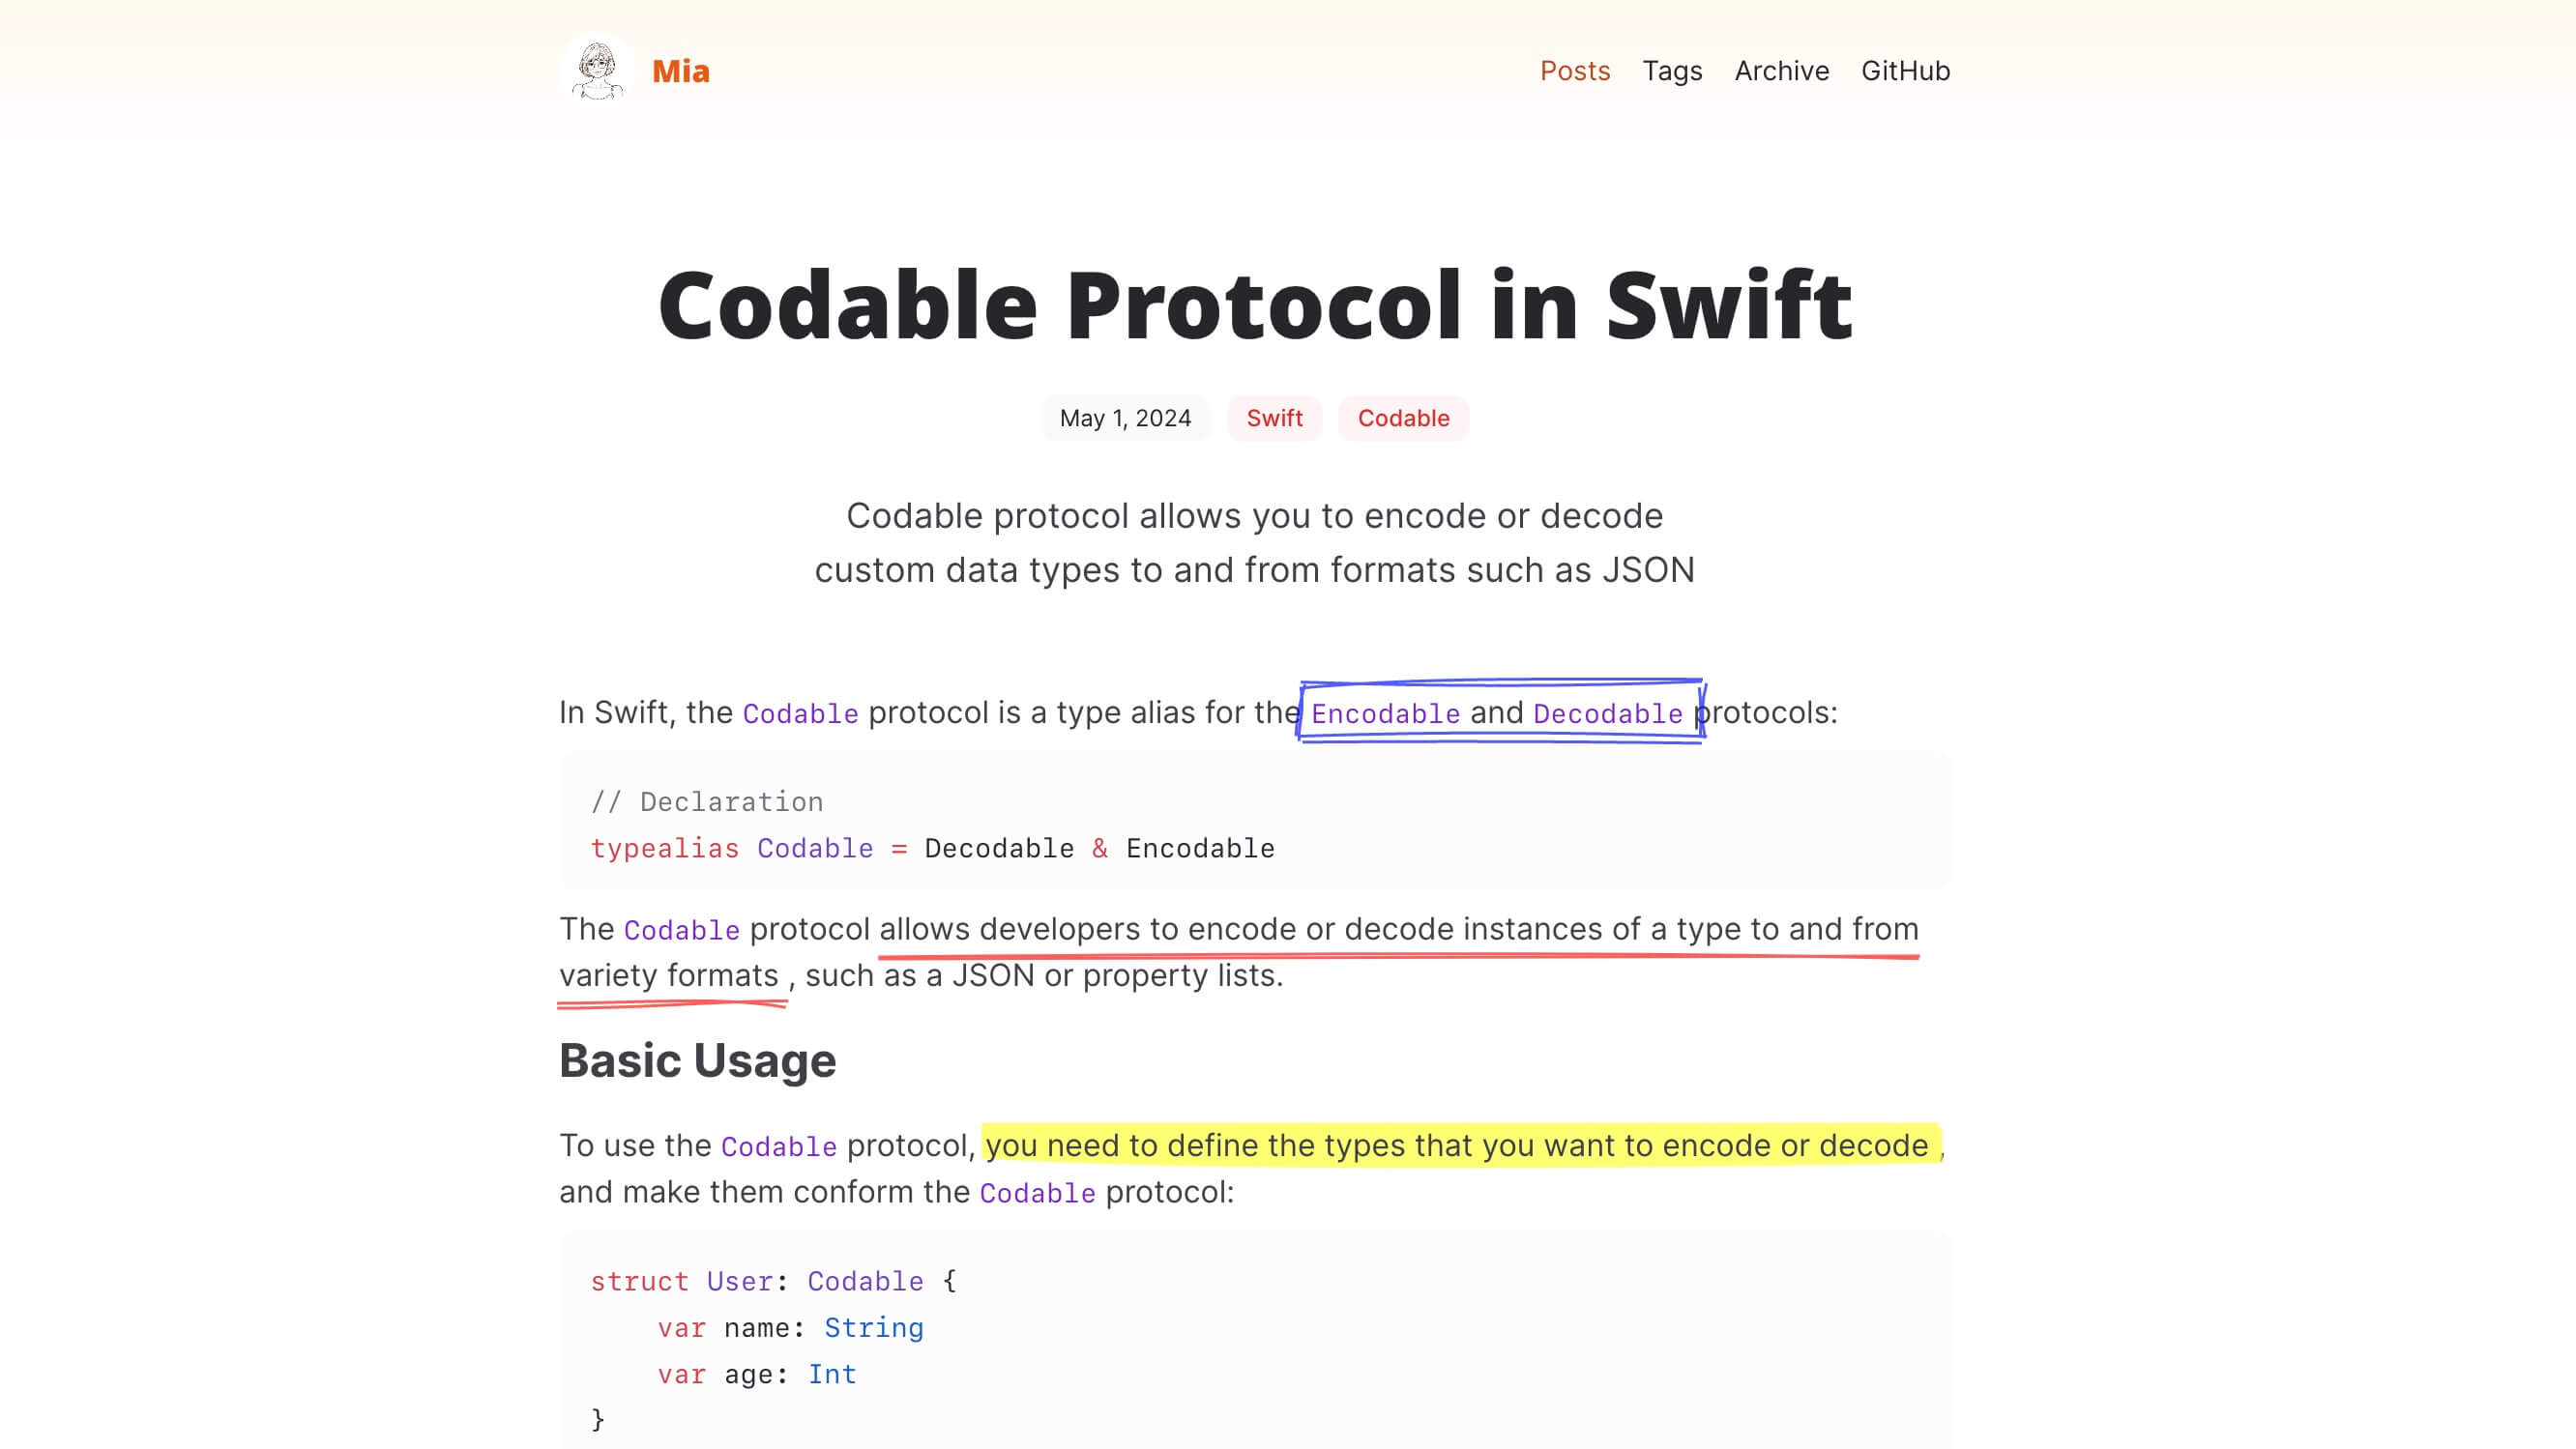 Mia
Posts Tags Archive GitHub
Codable Protocol in Swift
May 1, 2024 Swift Codable
Codable protocol allows you to encode or decode
custom data types to and from formats such as JSON
In Swift, the Codable protocol is a type alias for the Encodable and Decodable protocols:
// Declaration
typealias Codable = Decodable & Encodable
The Codable protocol allows developers to encode or decode instances of a type to and from
variety formats , such as a JSON or property lists.
Basic Usage
To use the Codable protocol, you need to define the types that you want to encode or decode ,
and make them conform the Codable protocol:
struct User: Codable {
    var name: String
    var age: Int
}